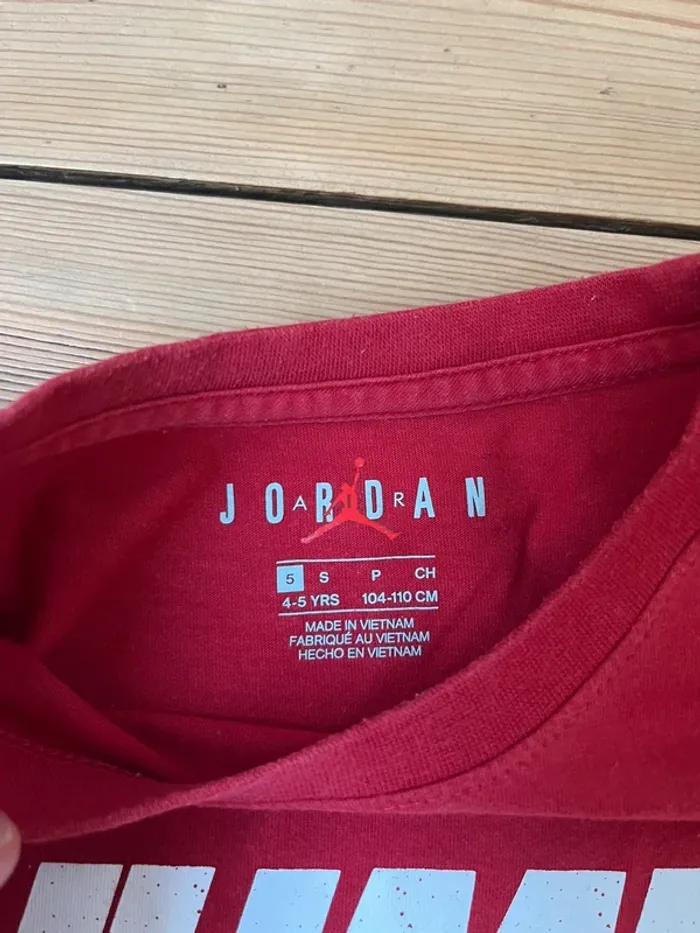 JORDAN
AIR
5 S P CH
4-5 YRS 104-110 CM
MADE IN VIETNAM
FABRIQUÉ AU VIETNAM
HECHO EN VIETNAM